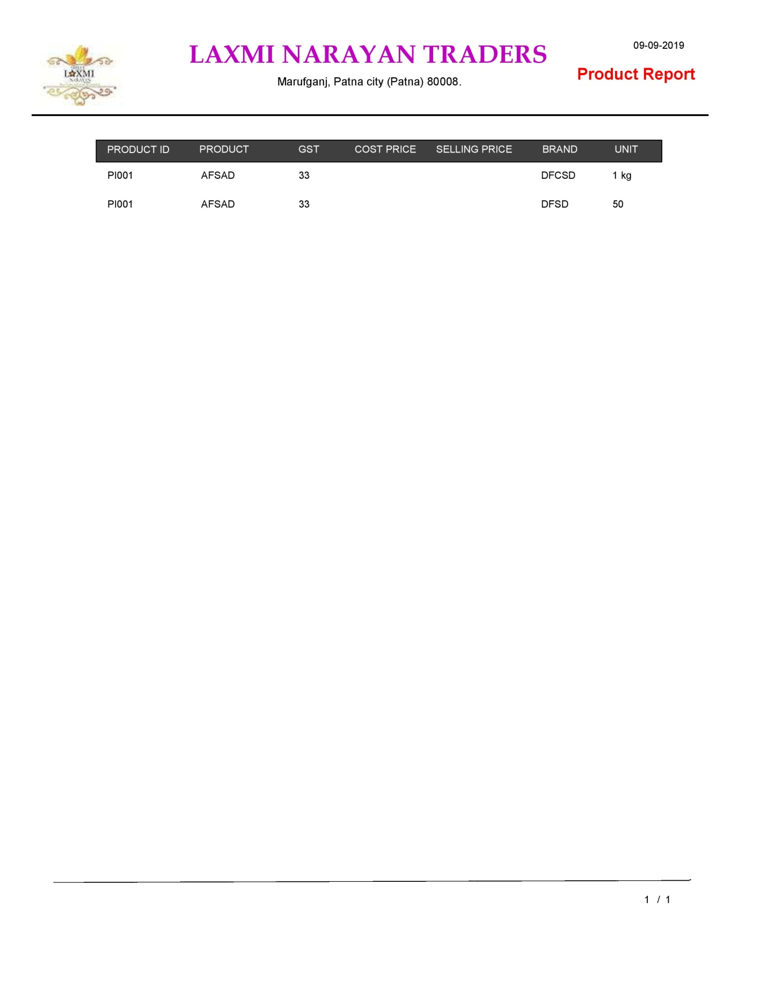 SHREE
LAXMI
NARAYAN
LAXMI NARAYAN TRADERS
Marufganj, Patna city (Patna) 80008.
09-09-2019
Product Report
PRODUCT ID PRODUCT GST COST PRICE SELLING PRICE BRAND UNIT
PI001 AFSAD 33 DFCSD 1 kg
PI001 AFSAD 33 DFSD 50
1 / 1